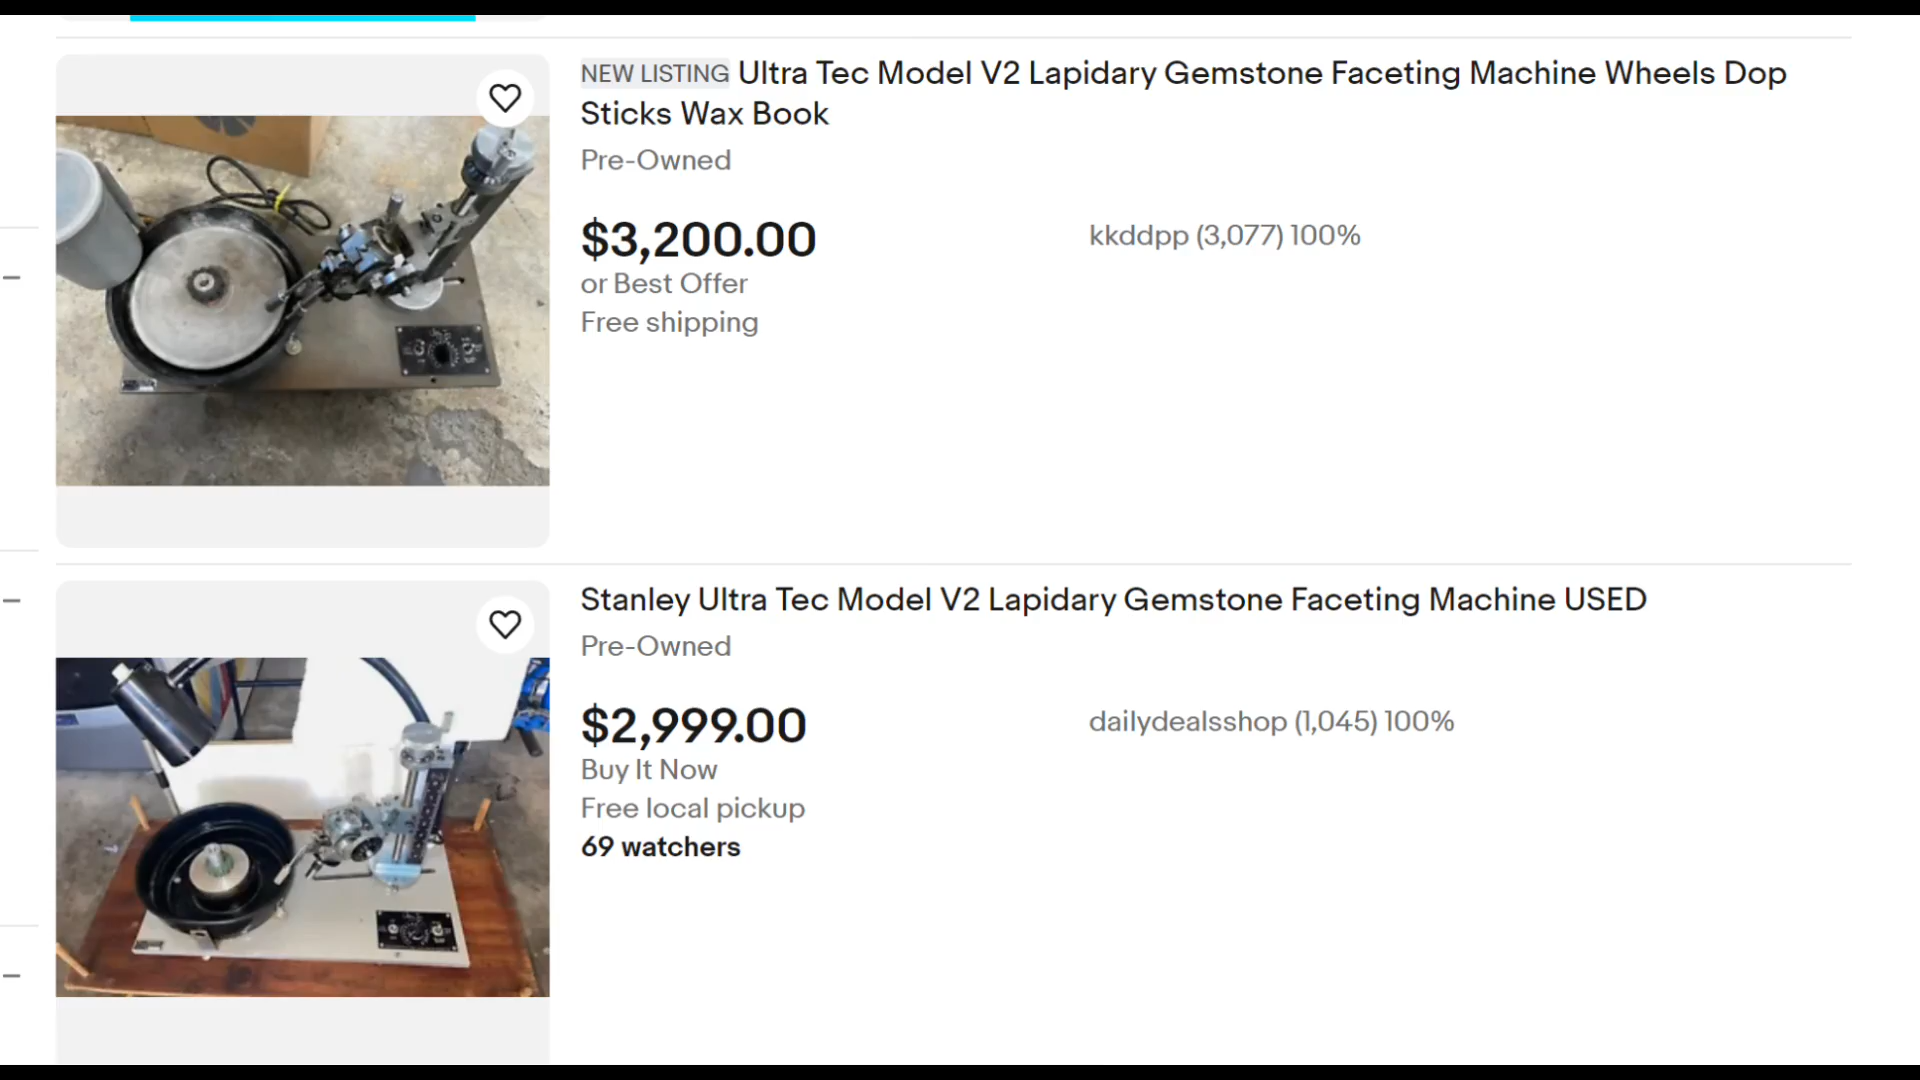 NEW LISTING Ultra Tec Model V2 Lapidary Gemstone Faceting Machine Wheels Dop
Sticks Wax Book
Pre-Owned
$3,200.00
kkddpp (3,077) 100%
or Best Offer
Free shipping
Stanley Ultra Tec Model V2 Lapidary Gemstone Faceting Machine USED
Pre-Owned
$2,999.00
dailydealsshop (1,045) 100%
Buy It Now
Free local pickup
69 watchers